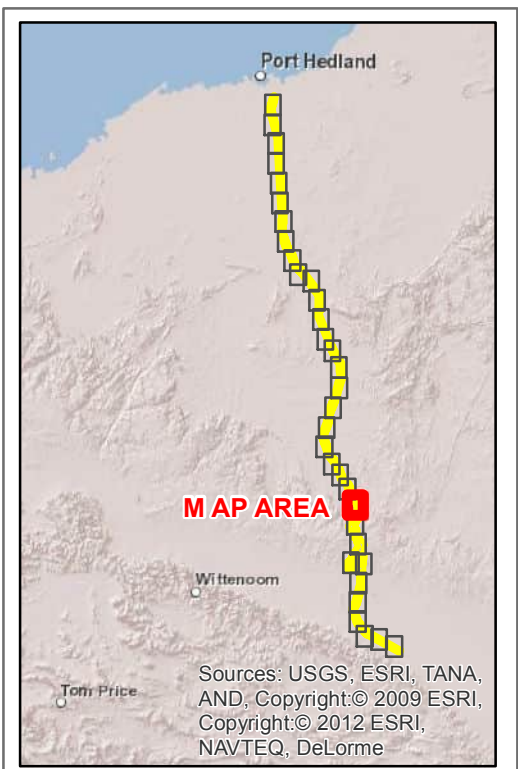 Port Hedland
M AP AREA
Wittenoom
Tom Price
Sources: USGS, ESRI, TANA,
AND, Copyright:© 2009 ESRI,
Copyright:© 2012 ESRI,
NAVTEQ, DeLorme